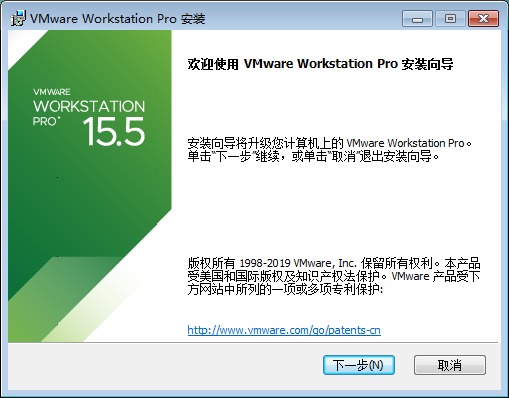 VMware Workstation Pro 安装
VMWARE
WORKSTATION
PRO™
15.5
欢迎使用 VMware Workstation Pro 安装向导
安装向导将升级您计算机上的 VMware Workstation Pro。
单击“下一步”继续，或单击“取消”退出安装向导。
版权所有 1998-2019 VMware, Inc. 保留所有权利。本产品
受美国和国际版权及知识产权法保护。VMware 产品受下
方网站中所列的一项或多项专利保护:
http://www.vmware.com/go/patents-cn
下一步(N)
取消